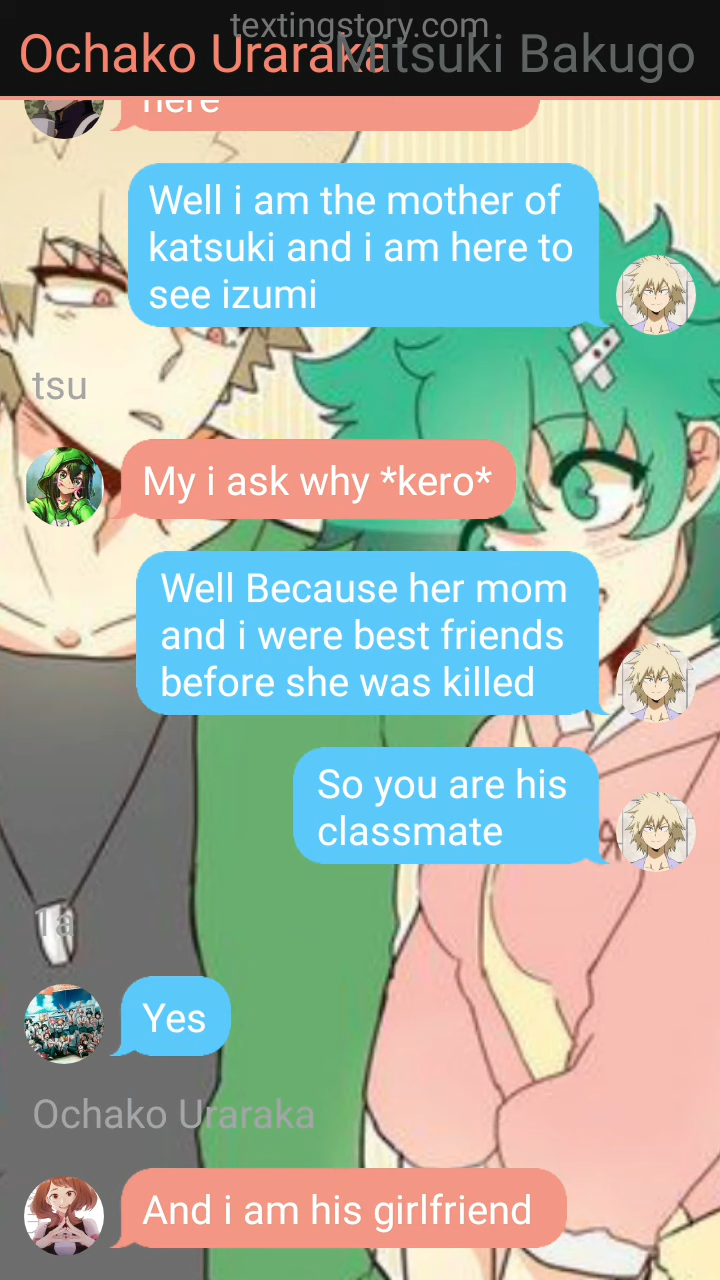 textingstory.com
Ochako Uraraka Mitsuki Bakugo
here
Well i am the mother of
katsuki and i am here to
see izumi
tsu
My i ask why *kero*
Well Because her mom
and i were best friends
before she was killed
So you are his
classmate
1a
Yes
Ochako Uraraka
And i am his girlfriend